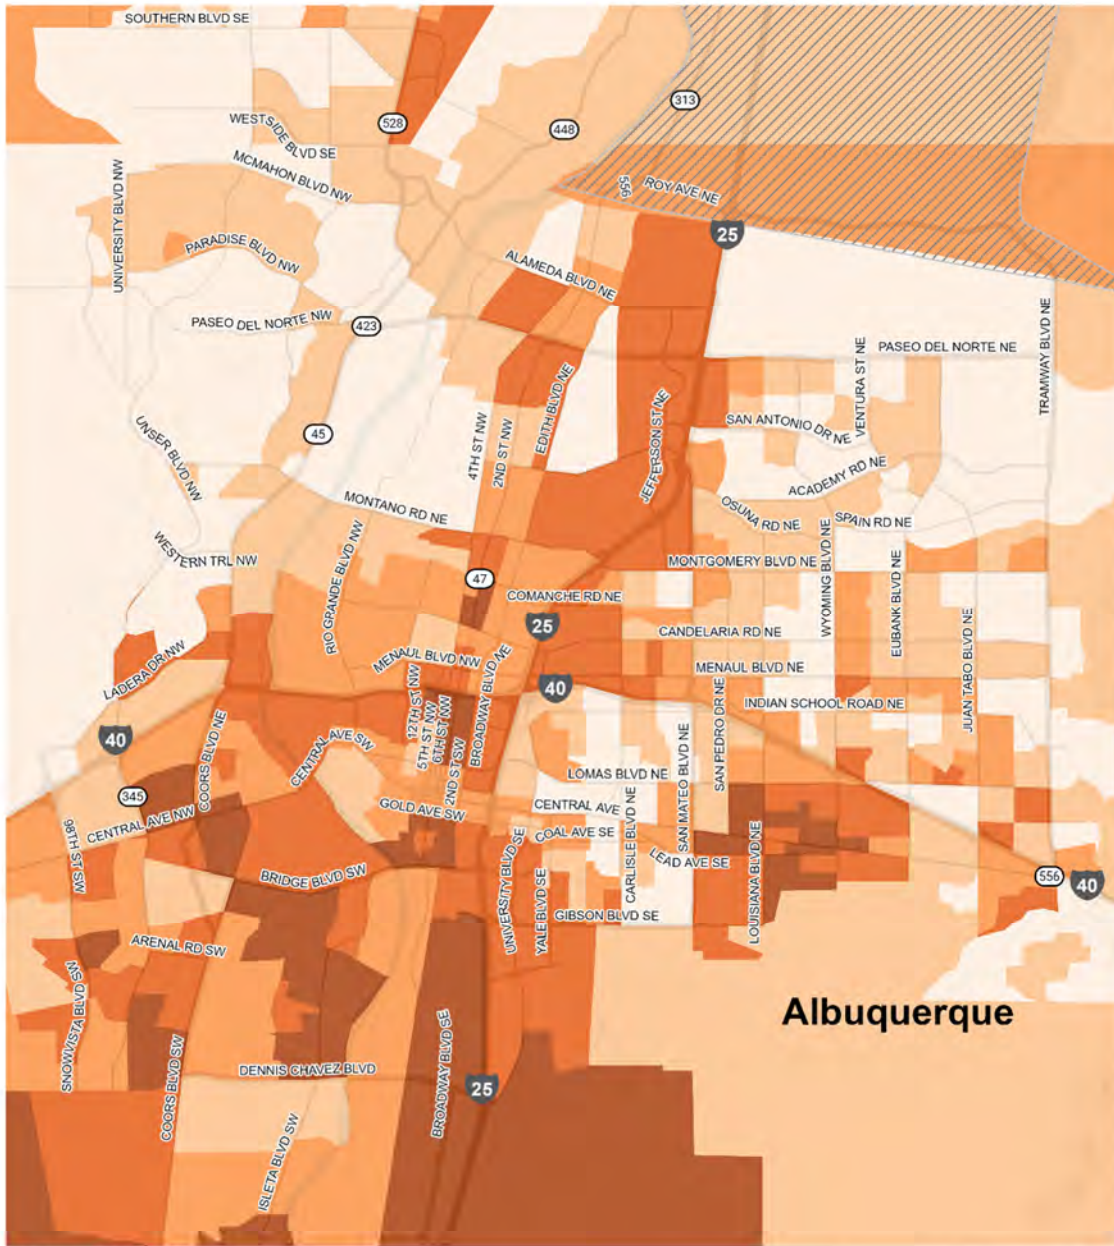 SOUTHERN BLVD SE
313
528
448
WESTSIDE BLVD SE
MCMAHON BLVD NW
556
ROY AVE NE
UNIVERSITY BLVD NW
25
PARADISE BLVD NW
ALAMEDA BLVD NE
PASEO DEL NORTE NW
423
PASEO DEL NORTE NE
VENTURA ST NE
TRAMWAY BLVD NE
EDITH BLVD NE
JEFFERSON ST NE
45
UNSER BLVD NW
4TH ST NW
2ND ST NW
SAN ANTONIO DR NE
ACADEMY RD NE
MONTANO RD NE
OSUNA RD NE
SPAIN RD NE
WESTERN TRL NW
RIO GRANDE BLVD NW
MONTGOMERY BLVD NE
WYOMING BLVD NE
EUBANK BLVD NE
47
COMANCHE RD NE
25
CANDELARIA RD NE
JUAN TABO BLVD NE
LADERA DR NW
MENAUL BLVD NW
MENAUL BLVD NE
BROADWAY BLVD NE
40
12TH ST NW
5TH ST NW
6TH ST NW
2ND ST SW
SAN PEDRO DR NE
INDIAN SCHOOL ROAD NE
40
COORS BLVD NE
CENTRAL AVE SW
LOMAS BLVD NE
SAN MATEO BLVD NE
345
GOLD AVE SW
CENTRAL AVE
CENTRAL AVE NW
COAL AVE SE
CARLISLE BLVD NE
98TH ST SW
LEAD AVE SE
LOUISIANA BLVD NE
BRIDGE BLVD SW
UNIVERSITY BLVD SE
YALE BLVD SE
556
40
GIBSON BLVD SE
ARENAL RD SW
SNOWVISTA BLVD SW
Albuquerque
DENNIS CHAVEZ BLVD
COORS BLVD SW
BROADWAY BLVD SE
25
ISLETA BLVD SW